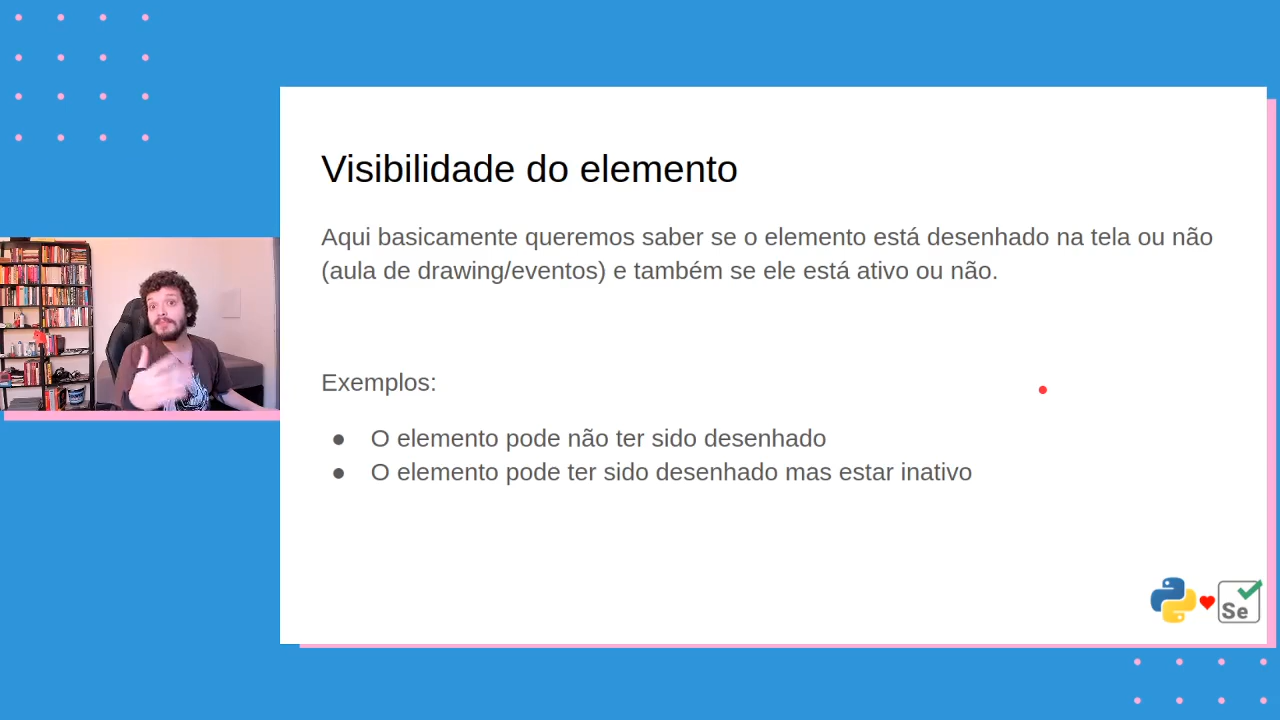 Visibilidade do elemento
Aqui basicamente queremos saber se o elemento está desenhado na tela ou não
(aula de drawing/eventos) e também se ele está ativo ou não.
Exemplos:
● O elemento pode não ter sido desenhado
● O elemento pode ter sido desenhado mas estar inativo
Se